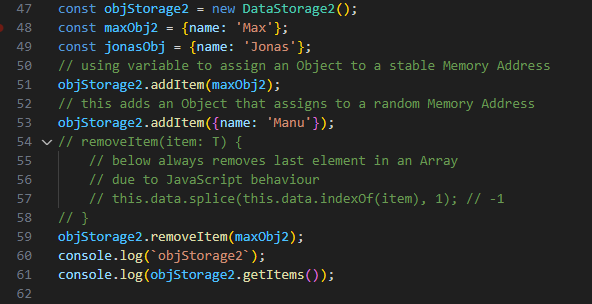 47 const objStorage2 = new DataStorage2();
48 const maxObj2 = {name: 'Max'};
49 const jonasObj = {name: 'Jonas'};
50 // using variable to assign an Object to a stable Memory Address
51 objStorage2.addItem(maxObj2);
52 // this adds an Object that assigns to a random Memory Address
53 objStorage2.addItem({name: 'Manu'});
54 // removeItem(item: T) {
55 // below always removes last element in an Array
56 // due to JavaScript behaviour
57 // this.data.splice(this.data.indexOf(item), 1); // -1
58 // }
59 objStorage2.removeItem(maxObj2);
60 console.log(`objStorage2`);
61 console.log(objStorage2.getItems());
62